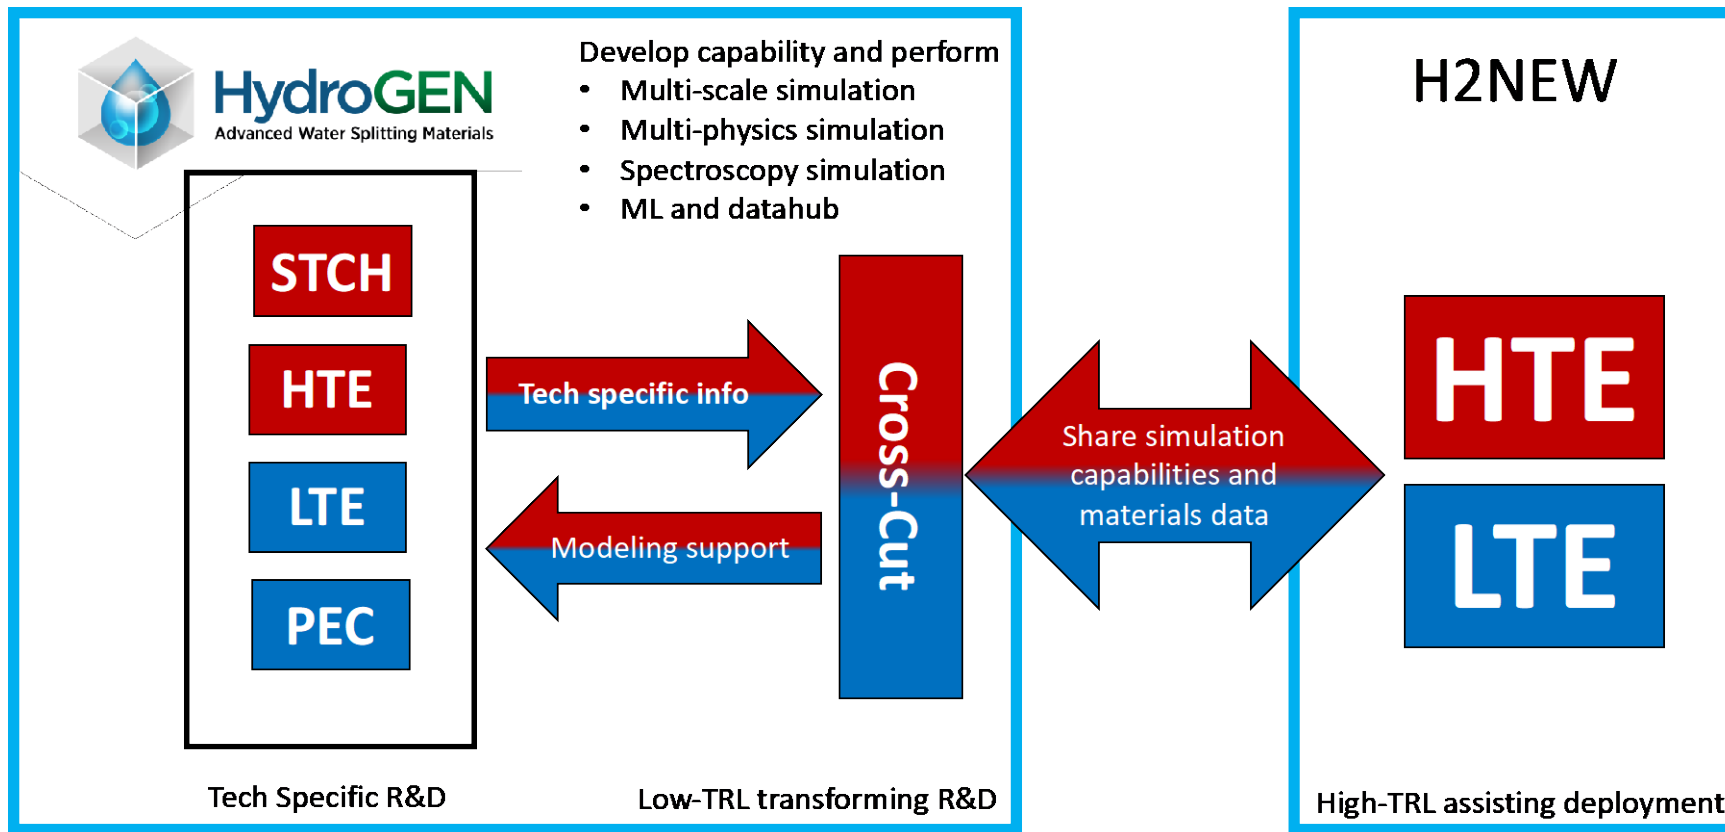 HydroGEN
Advanced Water Splitting Materials
Develop capability and perform
• Multi-scale simulation
• Multi-physics simulation
• Spectroscopy simulation
• ML and datahub
STCH
HTE
LTE
PEC
Tech specific info
Modeling support
Cross-Cut
Tech Specific R&D
Low-TRL transforming R&D
Share simulation
capabilities and
materials data
H2NEW
HTE
LTE
High-TRL assisting deployment